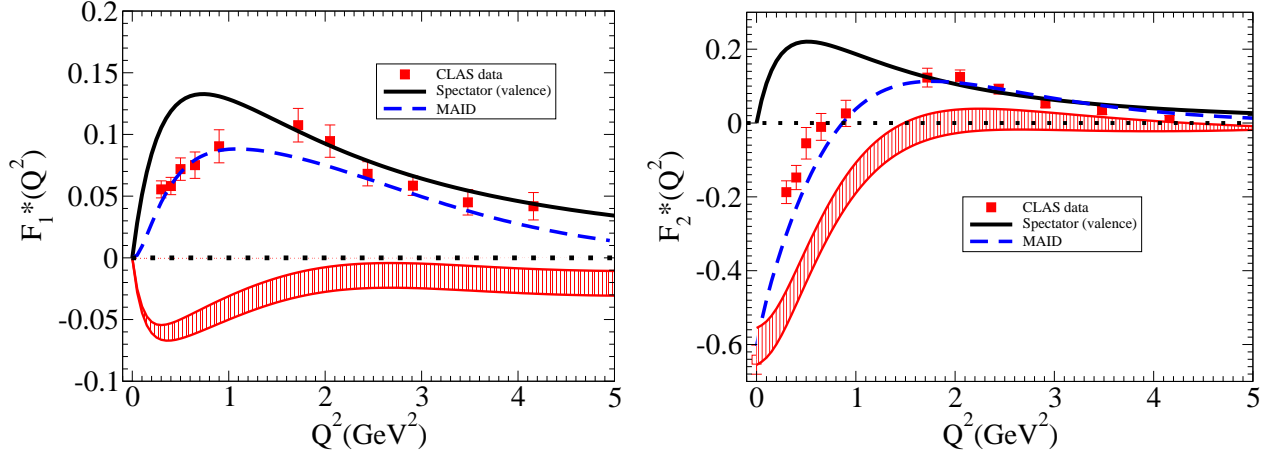 0.2
0.15
0.1
0.05
0
-0.05
-0.1
F1*(Q2)
CLAS data
Spectator (valence)
MAID
0 1 2 3 4 5
Q2(GeV2)
0.2
0
-0.2
-0.4
-0.6
F2*(Q2)
CLAS data
Spectator (valence)
MAID
0 1 2 3 4 5
Q2(GeV2)